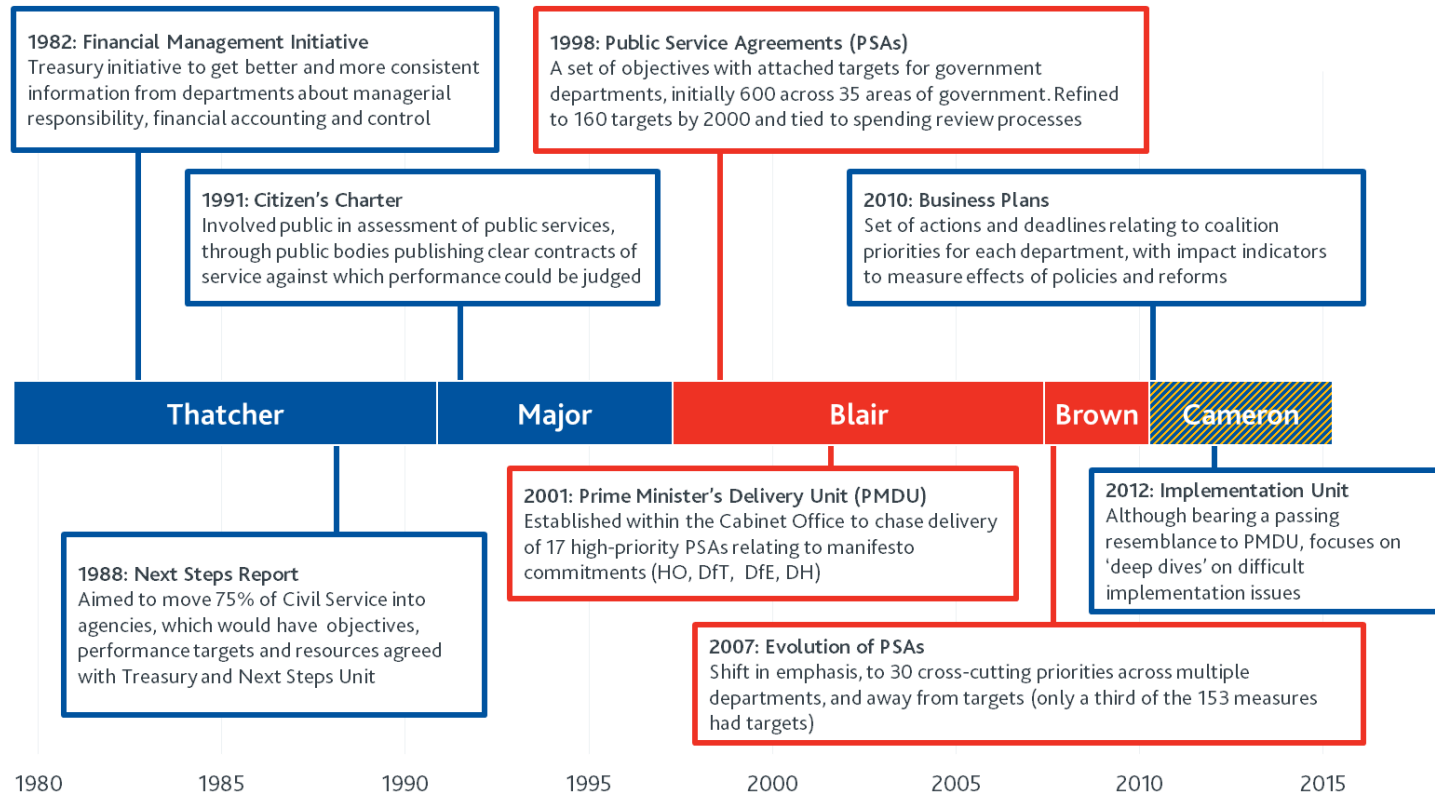 1982: Financial Management Initiative
Treasury initiative to get better and more consistent
information from departments about managerial
responsibility, financial accounting and control
1998: Public Service Agreements (PSAs)
A set of objectives with attached targets for government
departments, initially 600 across 35 areas of government. Refined
to 160 targets by 2000 and tied to spending review processes
1991: Citizen’s Charter
Involved public in assessment of public services,
through public bodies publishing clear contracts of
service against which performance could be judged
2010: Business Plans
Set of actions and deadlines relating to coalition
priorities for each department, with impact indicators
to measure effects of policies and reforms
Thatcher
Major
Blair
Brown
Cameron
1988: Next Steps Report
Aimed to move 75% of Civil Service into
agencies, which would have objectives,
performance targets and resources agreed
with Treasury and Next Steps Unit
2001: Prime Minister’s Delivery Unit (PMDU)
Established within the Cabinet Office to chase delivery
of 17 high-priority PSAs relating to manifesto
commitments (HO, DfT, DfE, DH)
2012: Implementation Unit
Although bearing a passing
resemblance to PMDU, focuses on
‘deep dives’ on difficult
implementation issues
2007: Evolution of PSAs
Shift in emphasis, to 30 cross-cutting priorities across multiple
departments, and away from targets (only a third of the 153 measures
had targets)
1980
1985
1990
1995
2000
2005
2010
2015